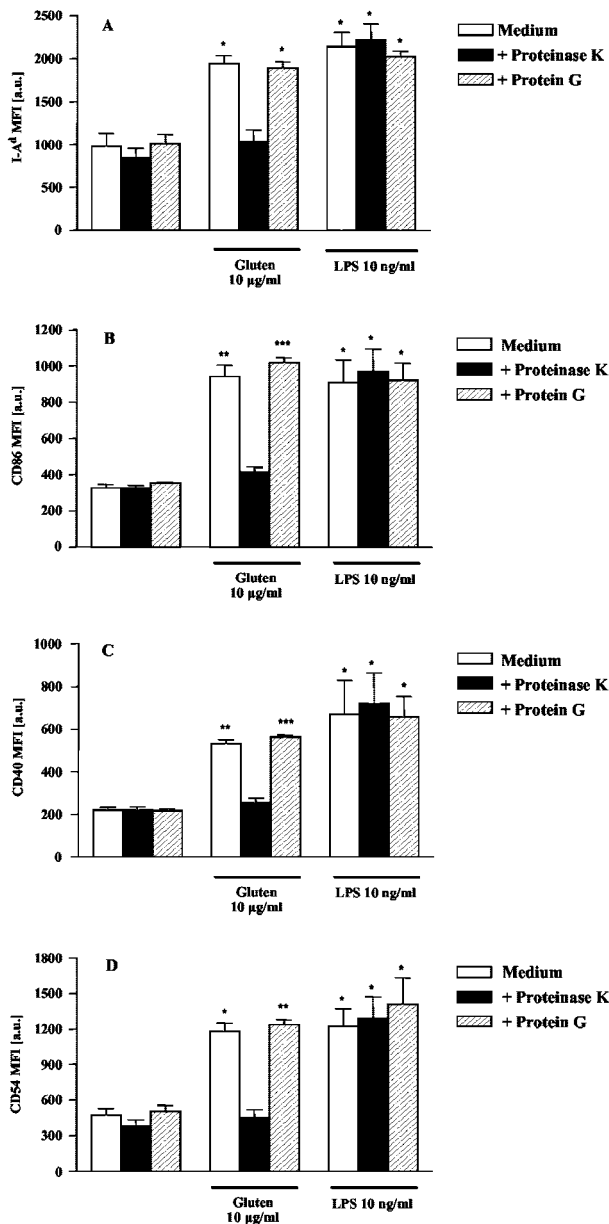 A
I-Ad MFI [a.u.]
2500
2000
1500
1000
500
0
* * * * *
Medium
+ Proteinase K
+ Protein G
Gluten
10 µg/ml
LPS 10 ng/ml
B
CD86 MFI [a.u.]
1200
1000
800
600
400
200
0
** *** * * *
Medium
+ Proteinase K
+ Protein G
Gluten
10 µg/ml
LPS 10 ng/ml
C
CD40 MFI [a.u.]
1000
800
600
400
200
0
** *** * * *
Medium
+ Proteinase K
+ Protein G
Gluten
10 µg/ml
LPS 10 ng/ml
D
CD54 MFI [a.u.]
1800
1500
1200
900
600
300
0
* ** * * *
Medium
+ Proteinase K
+ Protein G
Gluten
10 µg/ml
LPS 10 ng/ml